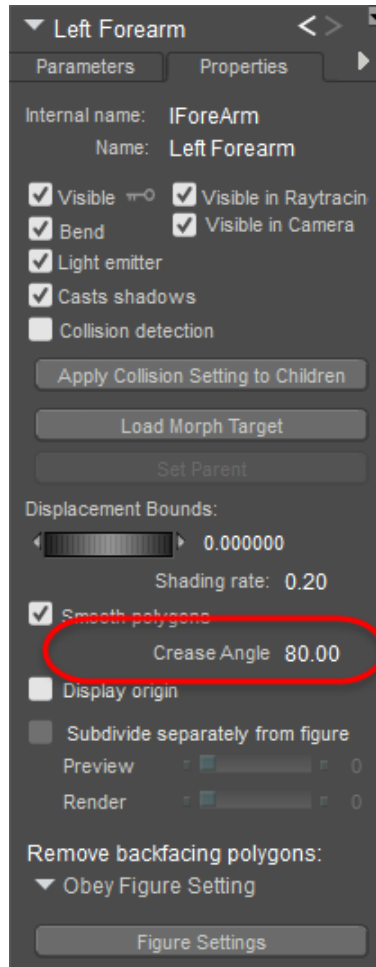 Left Forearm < >
Parameters Properties
Internal name: lForeArm
Name: Left Forearm
Visible Visible in Raytracin
Bend Visible in Camera
Light emitter
Casts shadows
Collision detection
Apply Collision Setting to Children
Load Morph Target
Set Parent
Displacement Bounds:
0.000000
Shading rate: 0.20
Smooth polygons
Crease Angle 80.00
Display origin
Subdivide separately from figure
Preview 0
Render 0
Remove backfacing polygons:
Obey Figure Setting
Figure Settings